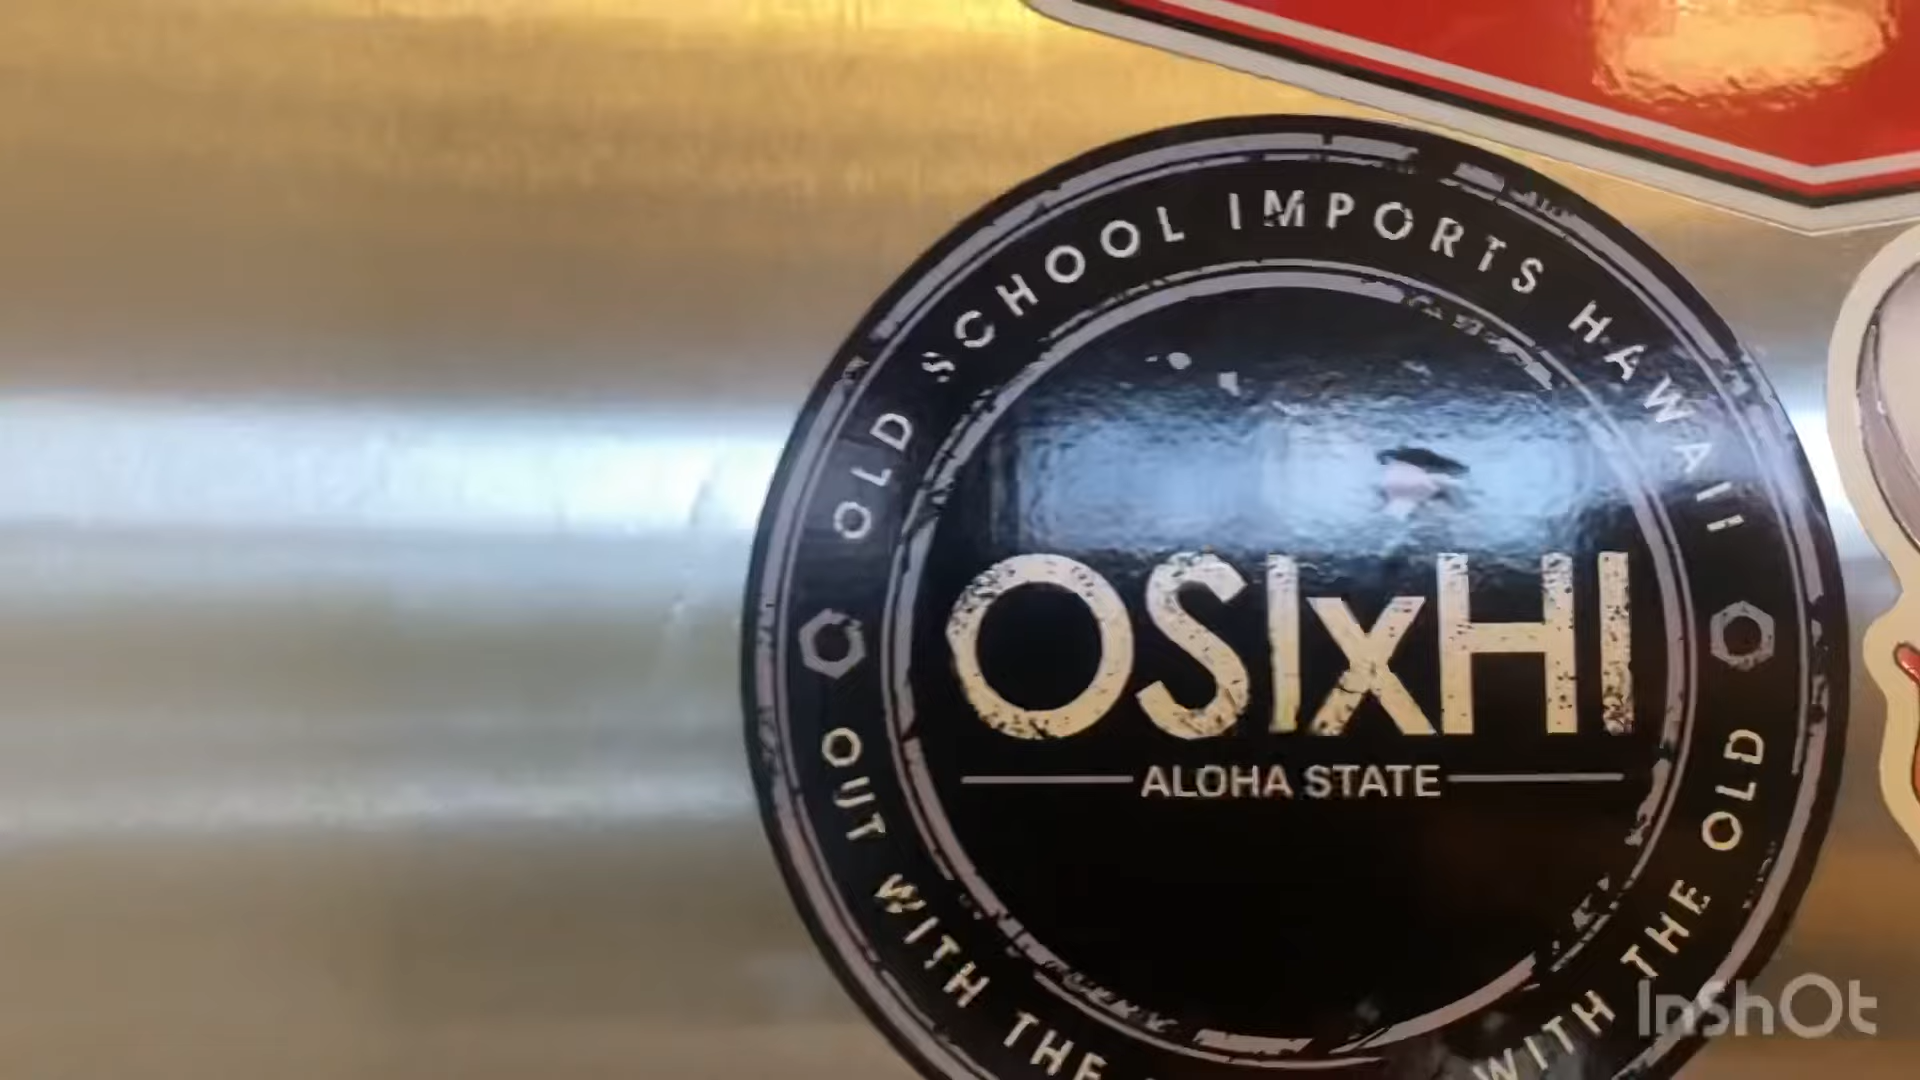 OLD SCHOOL IMPORTS HAWAII
OSIxHI
ALOHA STATE
OUT WITH THE
WITH THE OLD
InShOt